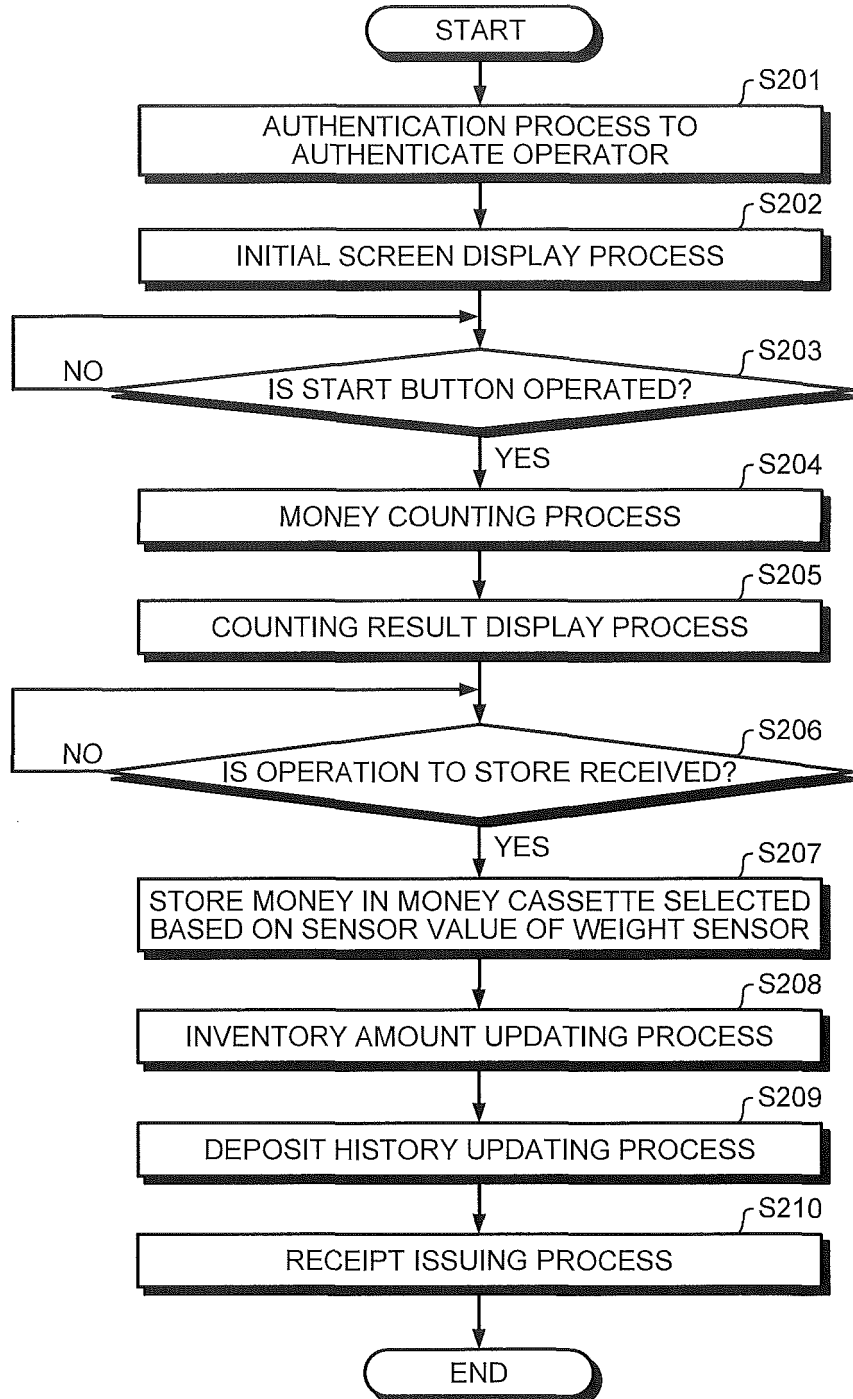 START
S201
AUTHENTICATION PROCESS TO
AUTHENTICATE OPERATOR
S202
INITIAL SCREEN DISPLAY PROCESS
S203
NO
IS START BUTTON OPERATED?
YES
S204
MONEY COUNTING PROCESS
S205
COUNTING RESULT DISPLAY PROCESS
S206
NO
IS OPERATION TO STORE RECEIVED?
YES
S207
STORE MONEY IN MONEY CASSETTE SELECTED
BASED ON SENSOR VALUE OF WEIGHT SENSOR
S208
INVENTORY AMOUNT UPDATING PROCESS
S209
DEPOSIT HISTORY UPDATING PROCESS
S210
RECEIPT ISSUING PROCESS
END